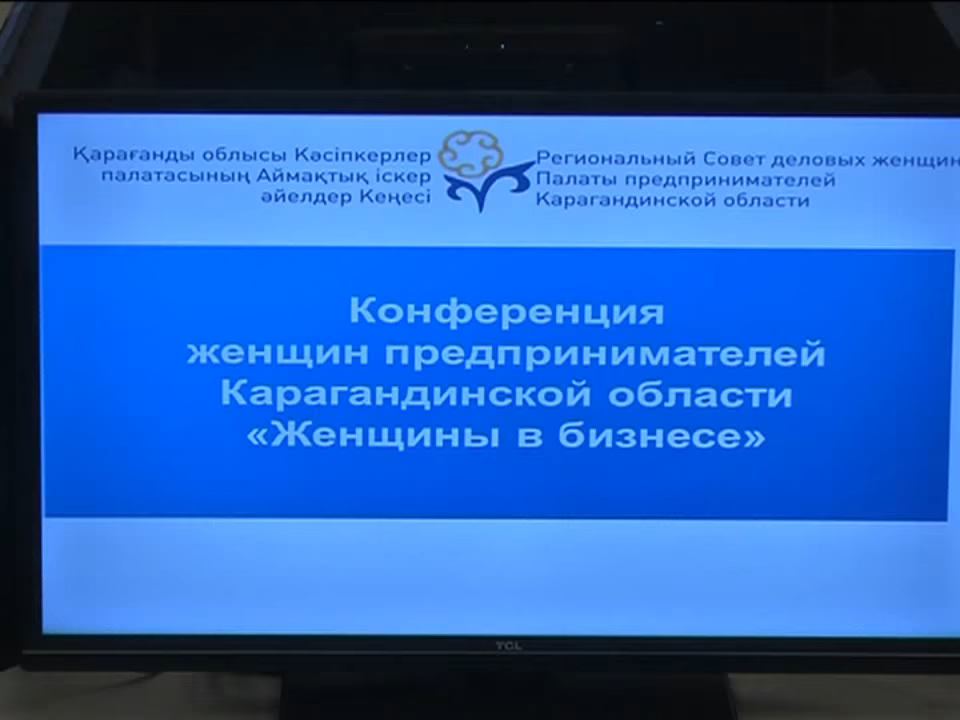 Қарағанды облысы Кәсіпкерлер
палатасының Аймақтық іскер
әйелдер Кеңесі
Региональный Совет деловых женщин
Палаты предпринимателей
Карагандинской области
Конференция
женщин предпринимателей
Карагандинской области
«Женщины в бизнесе»
TCL